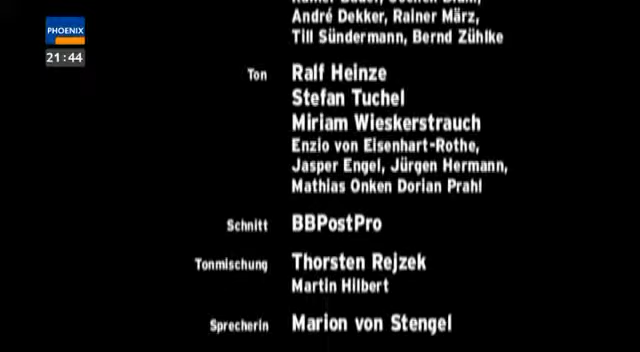 PHOENIX
21:44
André Dekker, Rainer März,
Till Sündermann, Bernd Zühlke
Ton Ralf Heinze
Stefan Tuchel
Miriam Wieskerstrauch
Enzio von Eisenhart-Rothe,
Jasper Engel, Jürgen Hermann,
Mathias Onken Dorian Prahl
Schnitt BBPostPro
Tonmischung Thorsten Rejzek
Martin Hilbert
Sprecherin Marion von Stengel